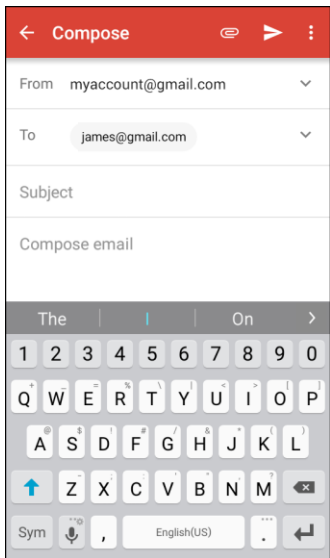 Compose
From myaccount@gmail.com
To james@gmail.com
Subject
Compose email
The I On
1 2 3 4 5 6 7 8 9 0
Q W E R T Y U I O P
A S D F G H J K L
Z X C V B N M
Sym , English(US) .